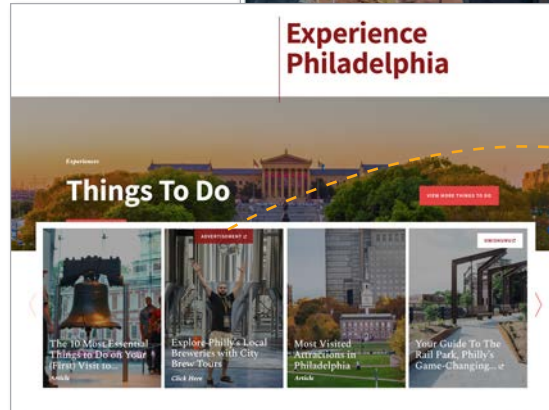 Experience
Philadelphia
Experiences
Things To Do
VIEW MORE THINGS TO DO
ADVERTISEMENT
The 10 Most Essential
Things to Do on Your
(First) Visit to...
Article
Explore Philly's Local
Breweries with City
Brew Tours
Click Here
Most Visited
Attractions in
Philadelphia
Article
Your Guide To The
Rail Park, Philly's
Game-Changing...